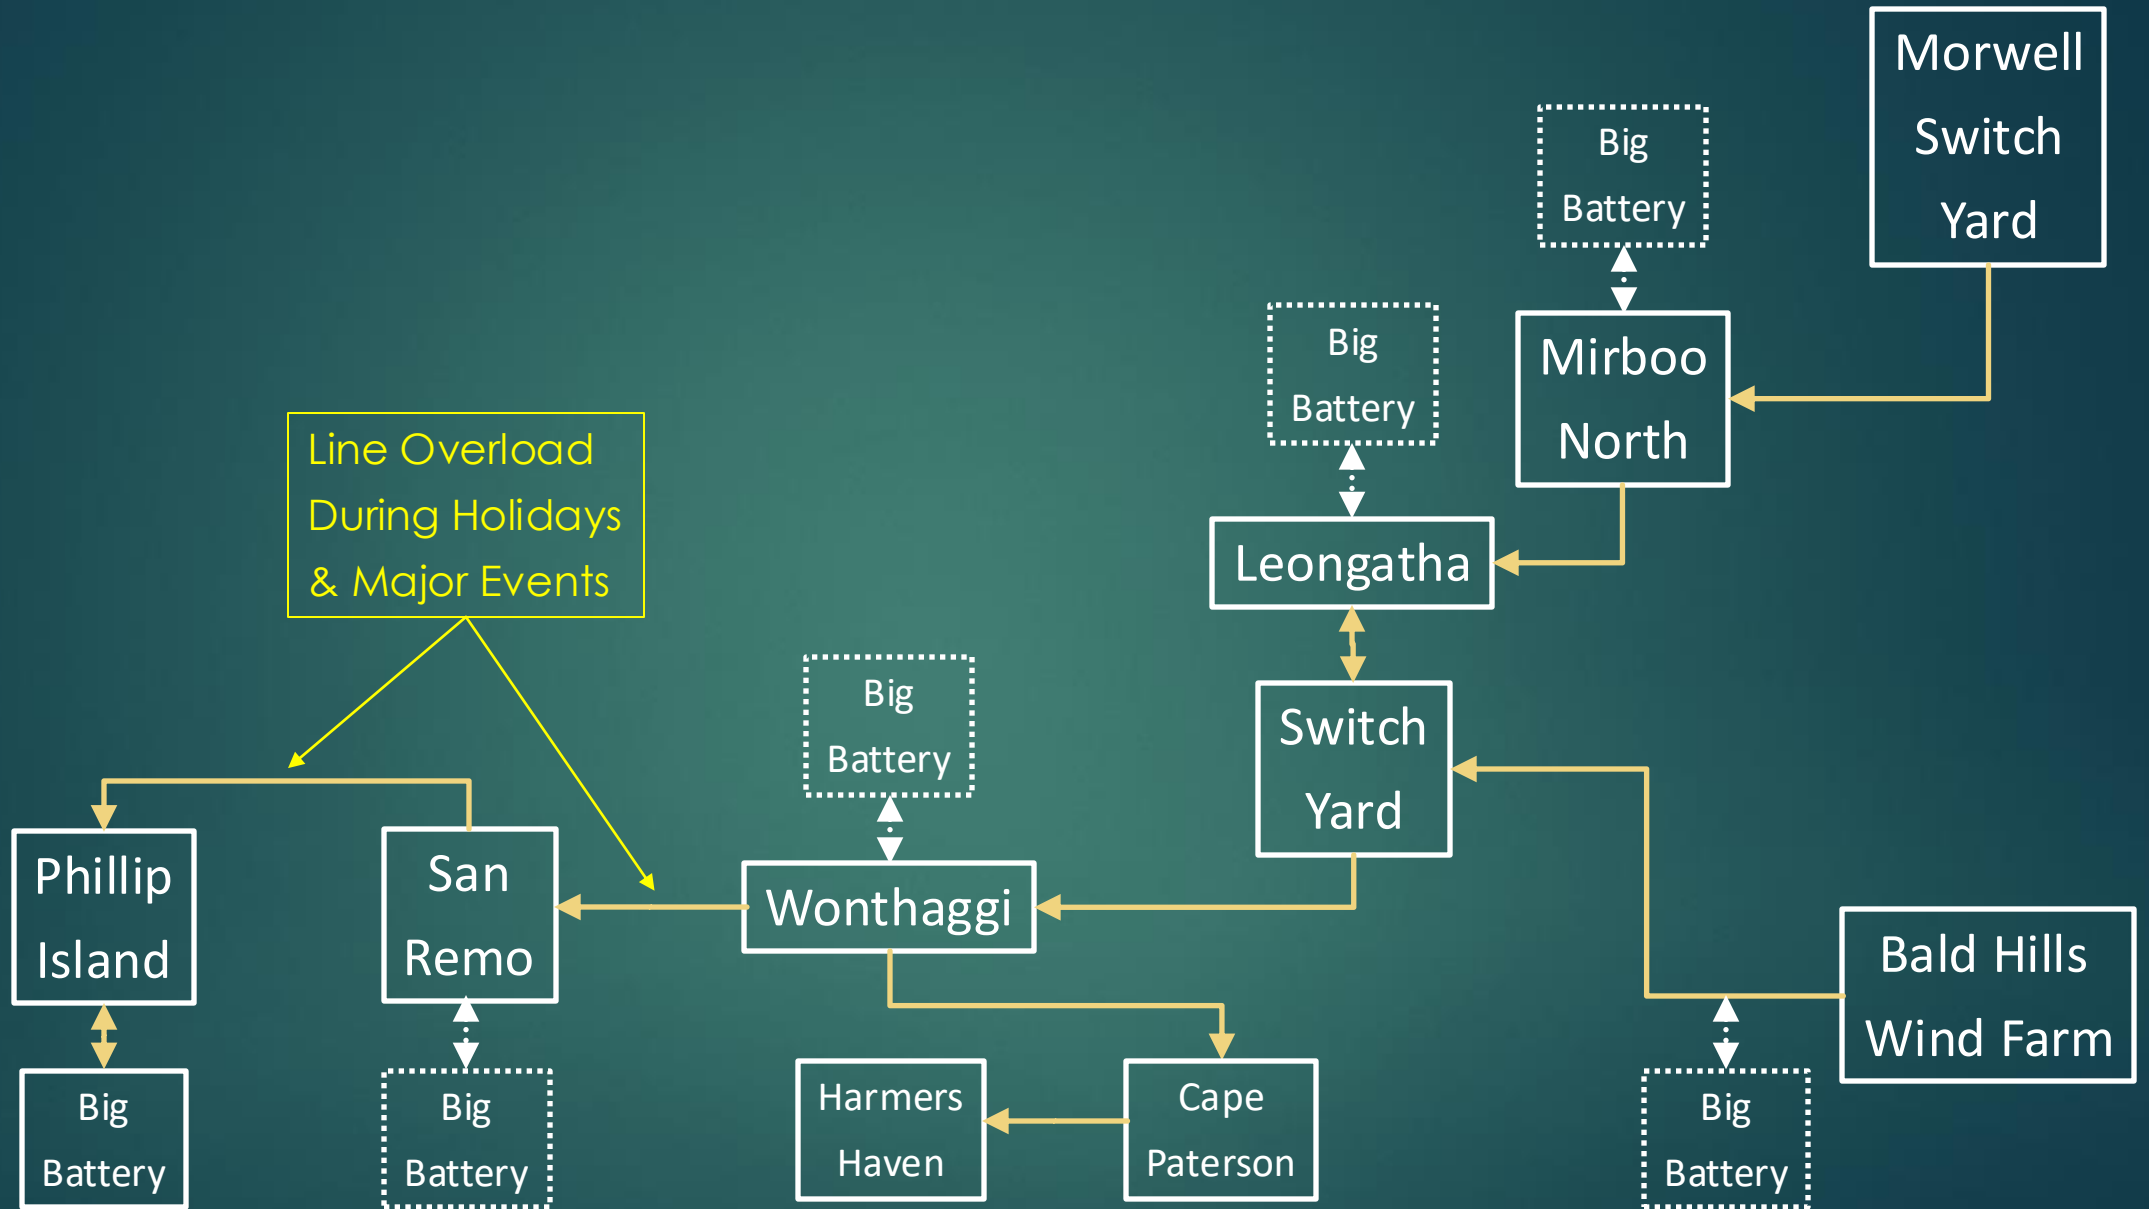 Morwell
Switch
Yard
Big
Battery
Mirboo
North
Big
Battery
Leongatha
Line Overload
During Holidays
& Major Events
Switch
Yard
Big
Battery
Phillip
Island
San
Remo
Wonthaggi
Bald Hills
Wind Farm
Big
Battery
Big
Battery
Harmers
Haven
Cape
Paterson
Big
Battery